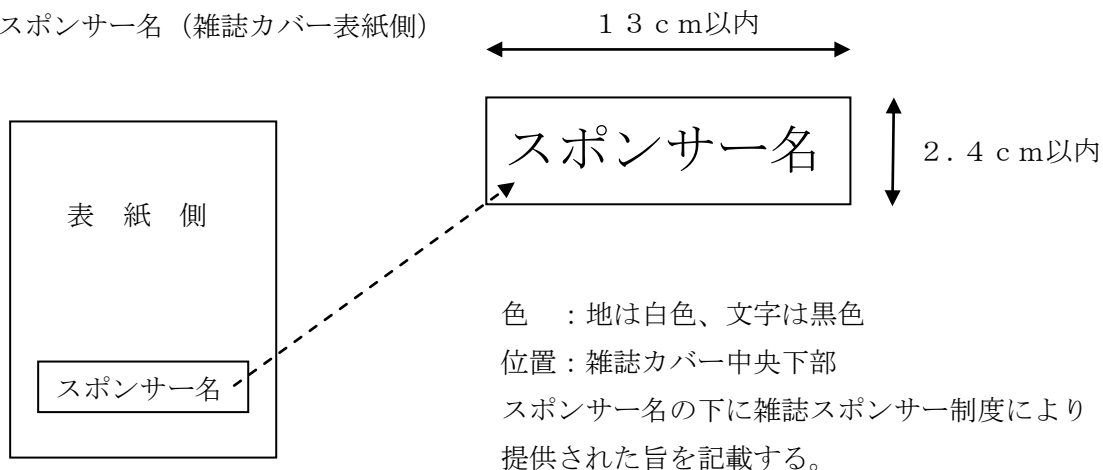 スポンサー名（雑誌カバー表紙側）
１３ｃｍ以内
スポンサー名
２.４ｃｍ以内
表　紙　側
スポンサー名
色　：地は白色、文字は黒色
位置：雑誌カバー中央下部
スポンサー名の下に雑誌スポンサー制度により
提供された旨を記載する。